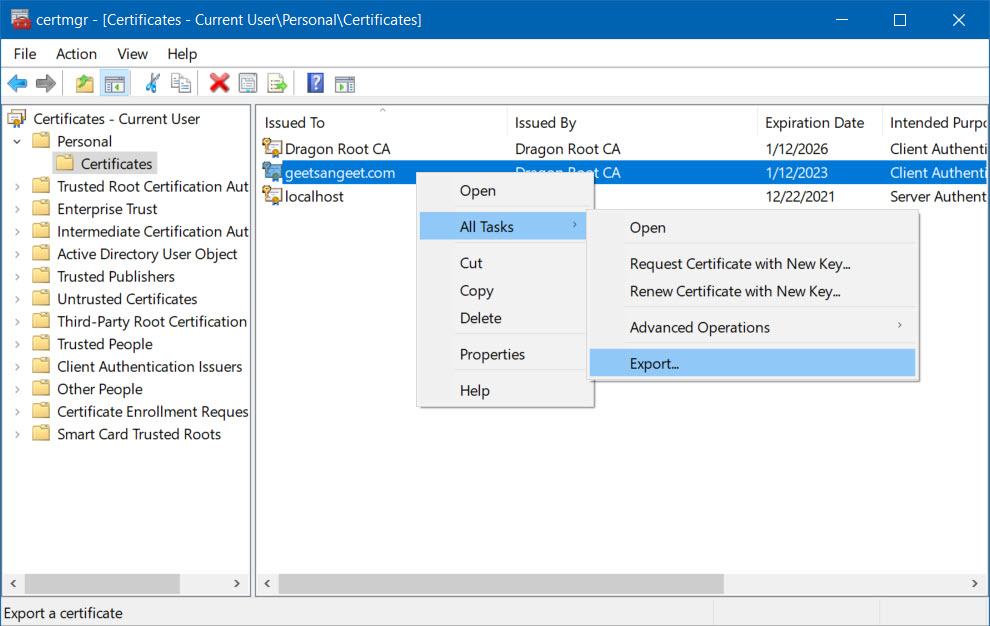 certmgr - [Certificates - Current User\Personal\Certificates]
File Action View Help
Certificates - Current User
Personal
Certificates
Trusted Root Certification Aut
Enterprise Trust
Intermediate Certification Aut
Active Directory User Object
Trusted Publishers
Untrusted Certificates
Third-Party Root Certification
Trusted People
Client Authentication Issuers
Other People
Certificate Enrollment Reques
Smart Card Trusted Roots
Issued To Issued By Expiration Date Intended Purpo
Dragon Root CA Dragon Root CA 1/12/2026 Client Authenti
geetsangeet.com Dragon Root CA 1/12/2023 Client Authenti
localhost 12/22/2021 Server Authent
Open
All Tasks
Cut
Copy
Delete
Properties
Help
Open
Request Certificate with New Key...
Renew Certificate with New Key...
Advanced Operations
Export...
Export a certificate